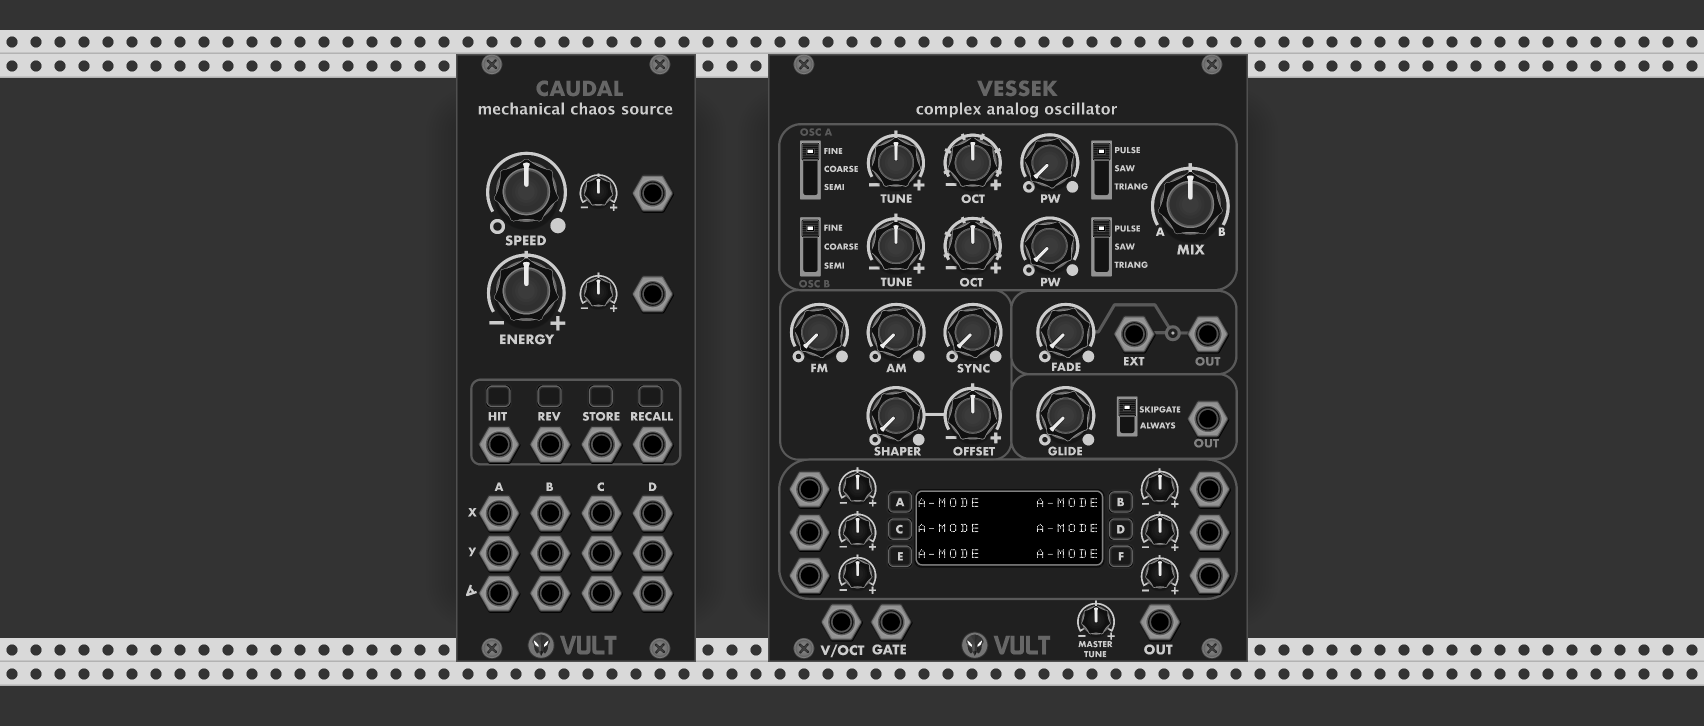 CAUDAL
mechanical chaos source
SPEED
ENERGY
HIT REV STORE RECALL
A B C D
X
y
VULT
VESSEK
complex analog oscillator
OSC A
FINE
COARSE
SEMI
TUNE OCT PW
PULSE
SAW
TRIANG
A B
MIX
FINE
COARSE
SEMI
OSC B
TUNE OCT PW
PULSE
SAW
TRIANG
FM AM SYNC
FADE EXT OUT
SHAPER OFFSET
GLIDE
SKIPGATE
ALWAYS
OUT
A A-MODE A-MODE B
C A-MODE A-MODE D
E A-MODE A-MODE F
V/OCT GATE
VULT
MASTER
TUNE
OUT